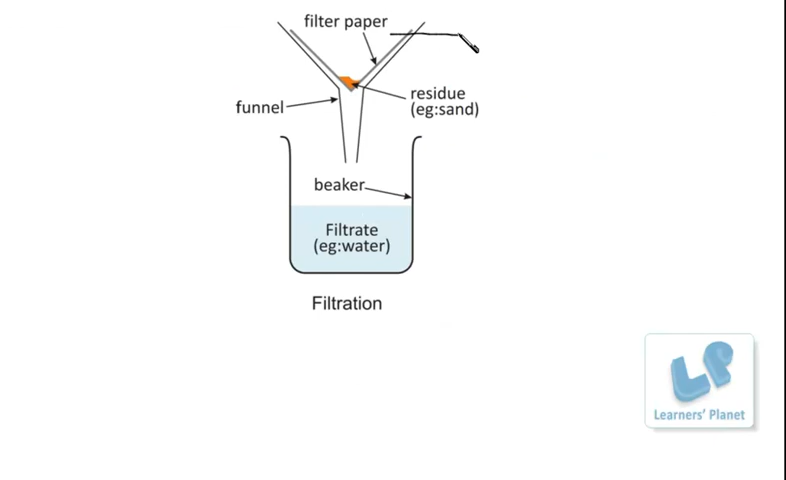 filter paper
residue
(eg:sand)
funnel
beaker
Filtrate
(eg:water)
Filtration
LP
Learners' Planet